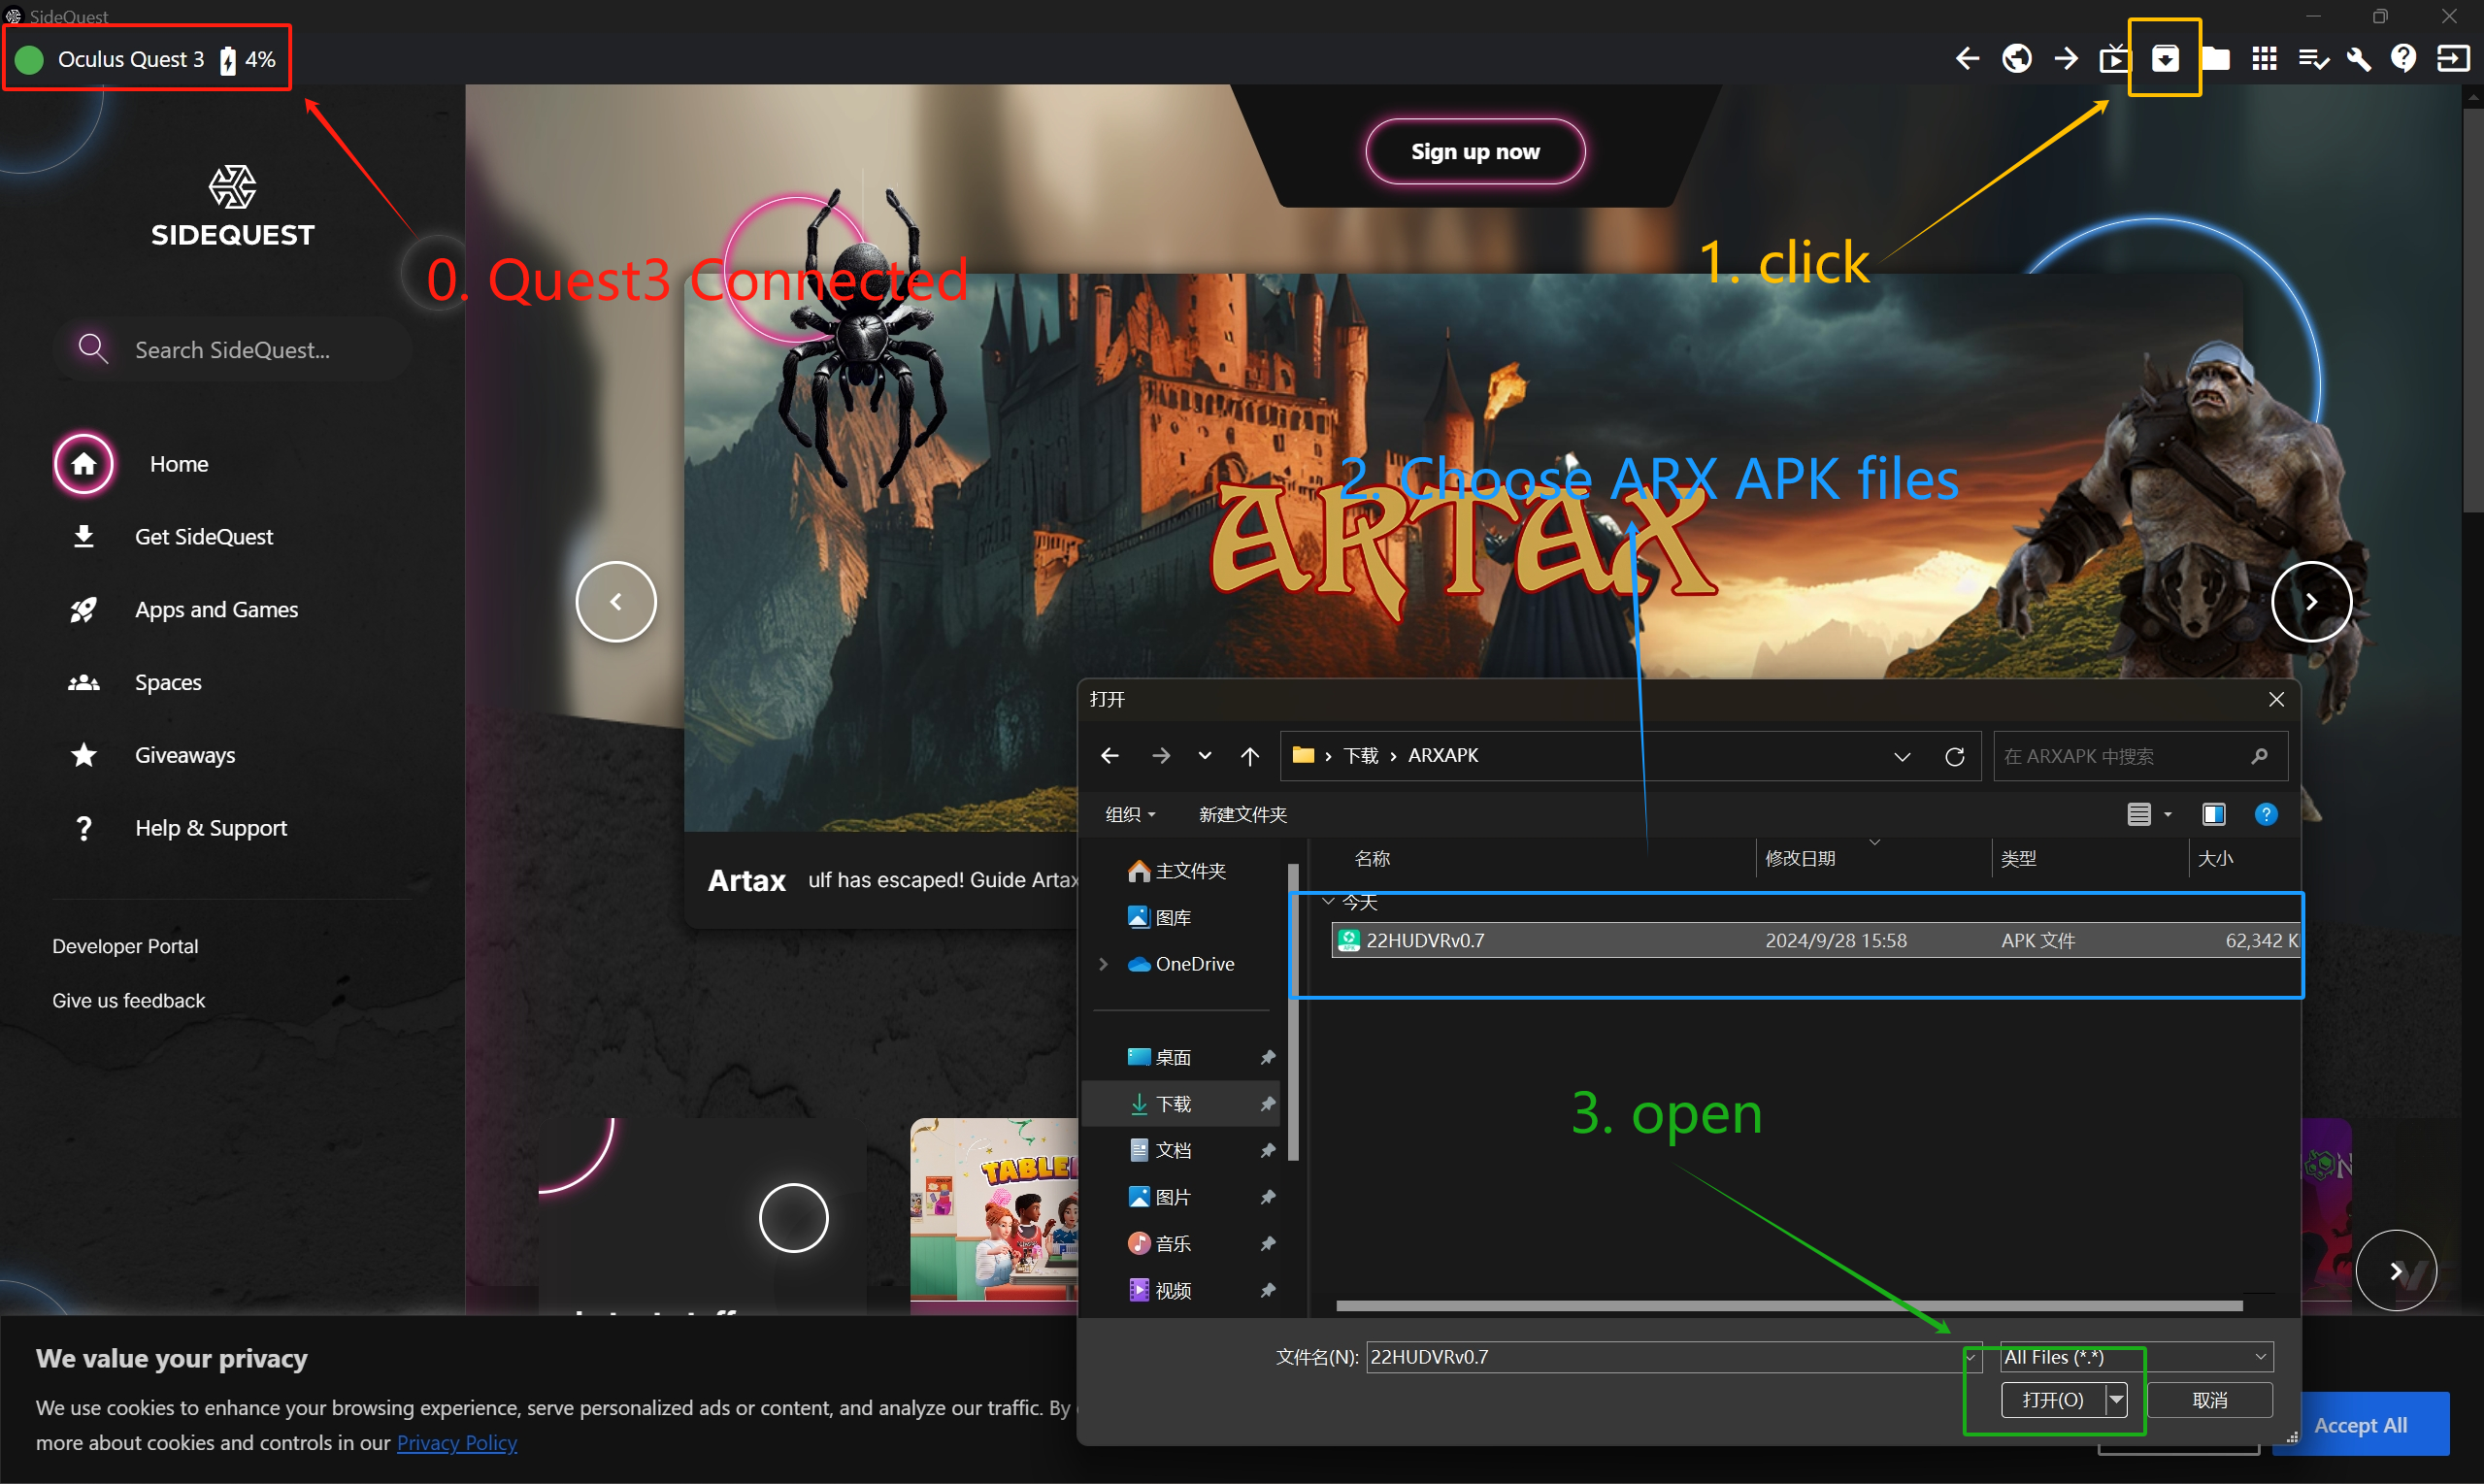 SideQuest
Oculus Quest 3 4%
SIDEQUEST
Search SideQuest...
Home
Get SideQuest
Apps and Games
Spaces
Giveaways
Help & Support
Developer Portal
Give us feedback
Sign up now
0. Quest3 Connected
1. click
2. Choose ARX APK files
ARTAX
Artax ulf has escaped! Guide Artax
TABLE
打开
下载 ARXAPK
在 ARXAPK 中搜索
组织 新建文件夹
主文件夹
图库
OneDrive
桌面
下载
文档
图片
音乐
视频
名称 修改日期 类型 大小
今天
22HUDVRv0.7 2024/9/28 15:58 APK 文件 62,342 K
3. open
文件名(N): 22HUDVRv0.7 All Files (*.*)
打开(O) 取消
We value your privacy
We use cookies to enhance your browsing experience, serve personalized ads or content, and analyze our traffic. By
more about cookies and controls in our Privacy Policy
Accept All